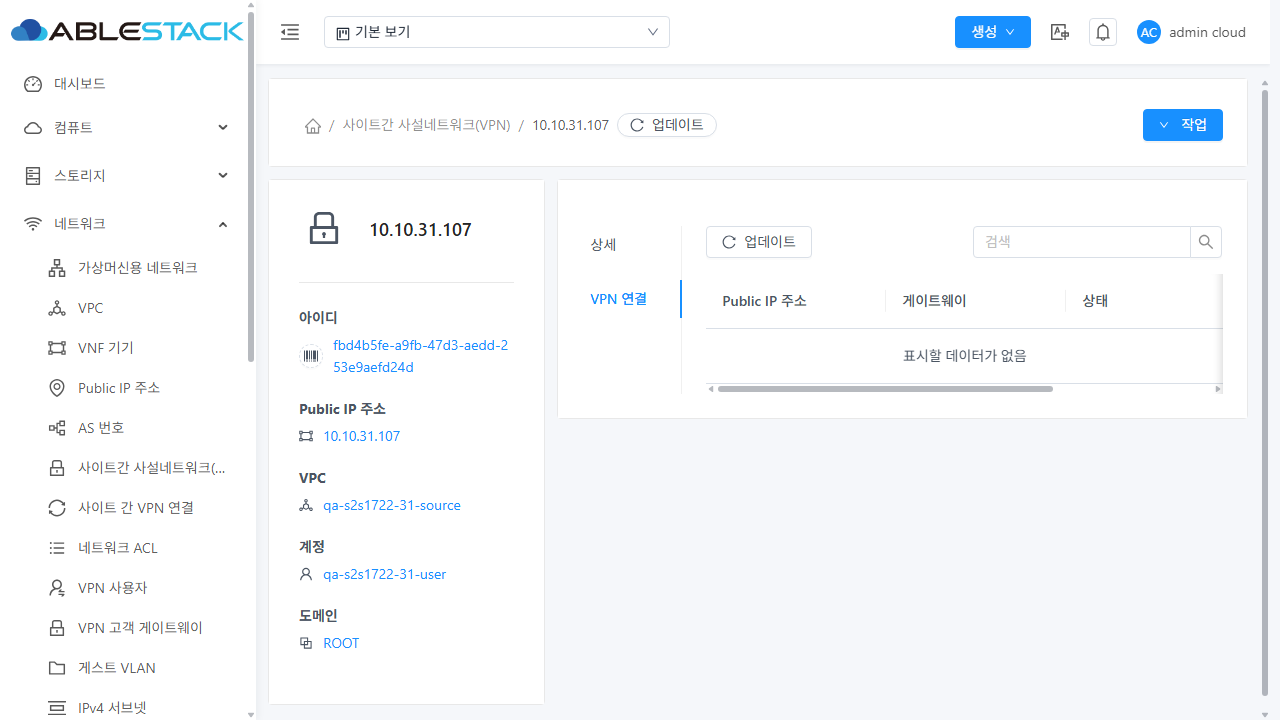 ABLESTACK
기본 보기
생성
AC
admin cloud
대시보드
컴퓨트
스토리지
네트워크
가상머신용 네트워크
VPC
VNF 기기
Public IP 주소
AS 번호
사이트간 사설네트워크(...
사이트 간 VPN 연결
네트워크 ACL
VPN 사용자
VPN 고객 게이트웨이
게스트 VLAN
IPv4 서브넷
/ 사이트간 사설네트워크(VPN) / 10.10.31.107
업데이트
작업
10.10.31.107
아이디
fbd4b5fe-a9fb-47d3-aedd-2
53e9aefd24d
Public IP 주소
10.10.31.107
VPC
qa-s2s1722-31-source
계정
qa-s2s1722-31-user
도메인
ROOT
상세
VPN 연결
업데이트
검색
Public IP 주소
게이트웨이
상태
표시할 데이터가 없음